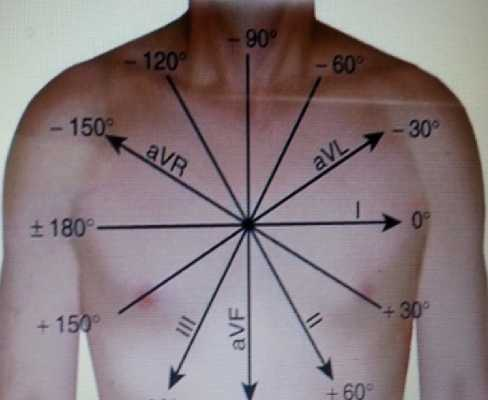 − 90°
− 120°
− 60°
− 150°
− 30°
aVR
aVL
I
± 180°
0°
+ 150°
+ 30°
III
aVF
II
+ 60°